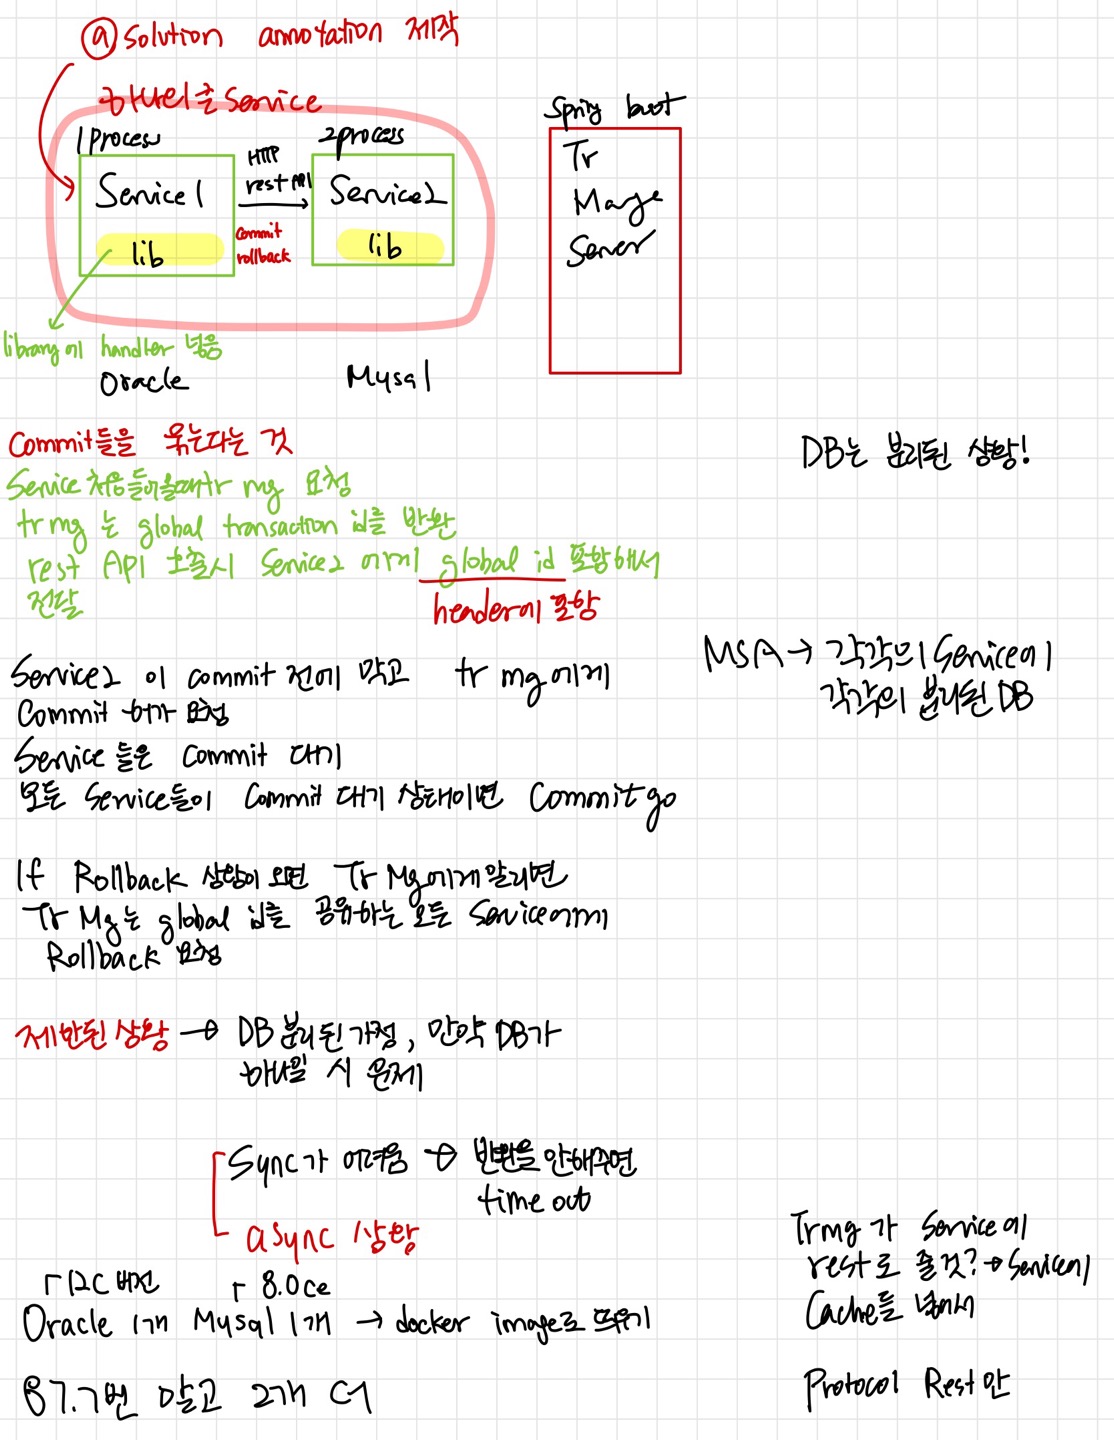 @solution annotation 제작
하나의 큰 Service
1process
2process
HTTP
rest API
Service1
Service2
commit
rollback
lib
lib
Spring boot
Tr
Manage
Server
library에 handler 넣음
Oracle
Mysql
Commit들을 묶는다는 것
DB는 분리된 상황!
Service 처음들어올때 tr mg 요청
tr mg 는 global transaction id를 반환
rest API 호출시 Service2 에게 global id 포함해서
전달
header에 포함
MSA → 각각의 Service에
각각의 분리된 DB
Service2 이 commit 전에 막고 tr mg에게
Commit 허가 요청
Service 들은 Commit 대기
모든 Service들이 Commit 대기 상태이면 Commit go
If Rollback 상황이 오면 Tr Mg에게 알리면
Tr Mg는 global id를 공유하는 모든 Service에게
Rollback 요청
제한된 상황 → DB 분리된 가정, 만약 DB가
하나일 시 문제
Sync가 어려움 → 반환을 안해주면
time out
async 상황
Trmg 가 Service에
rest로 줄것? → Service에
Cache를 넣어서
12C 버전
8.0ce
Oracle 1개 Mysql 1개 → docker image로 띄우기
Protocol Rest만
87.7번 말고 2개 더